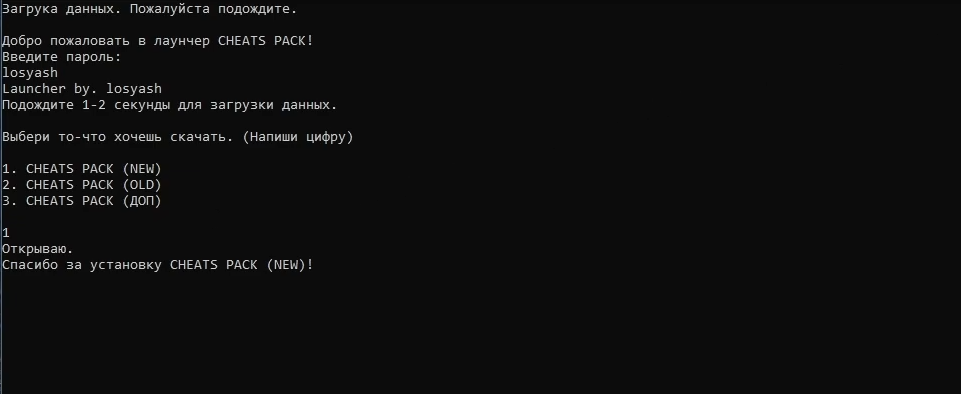 Загрука данных. Пожалуйста подождите.
Добро пожаловать в лаунчер CHEATS PACK!
Введите пароль:
losyash
Launcher by. losyash
Подождите 1-2 секунды для загрузки данных.
Выбери то-что хочешь скачать. (Напиши цифру)
1. CHEATS PACK (NEW)
2. CHEATS PACK (OLD)
3. CHEATS PACK (ДОП)
1
Открываю.
Спасибо за установку CHEATS PACK (NEW)!